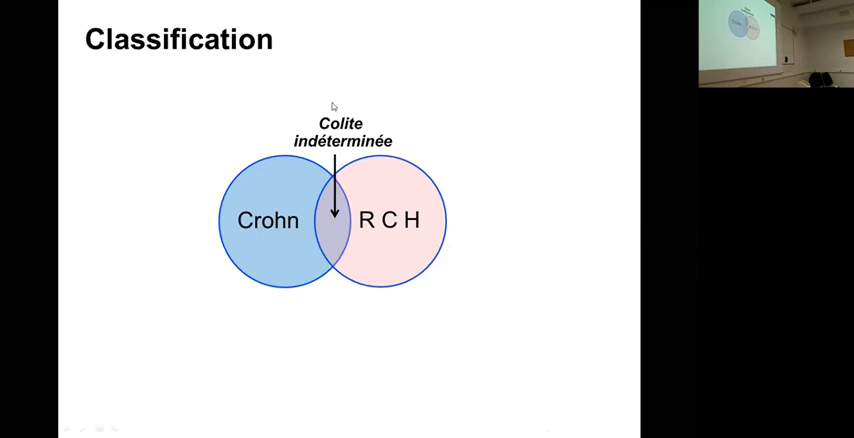 Classification
Colite
indéterminée
Crohn
R C H